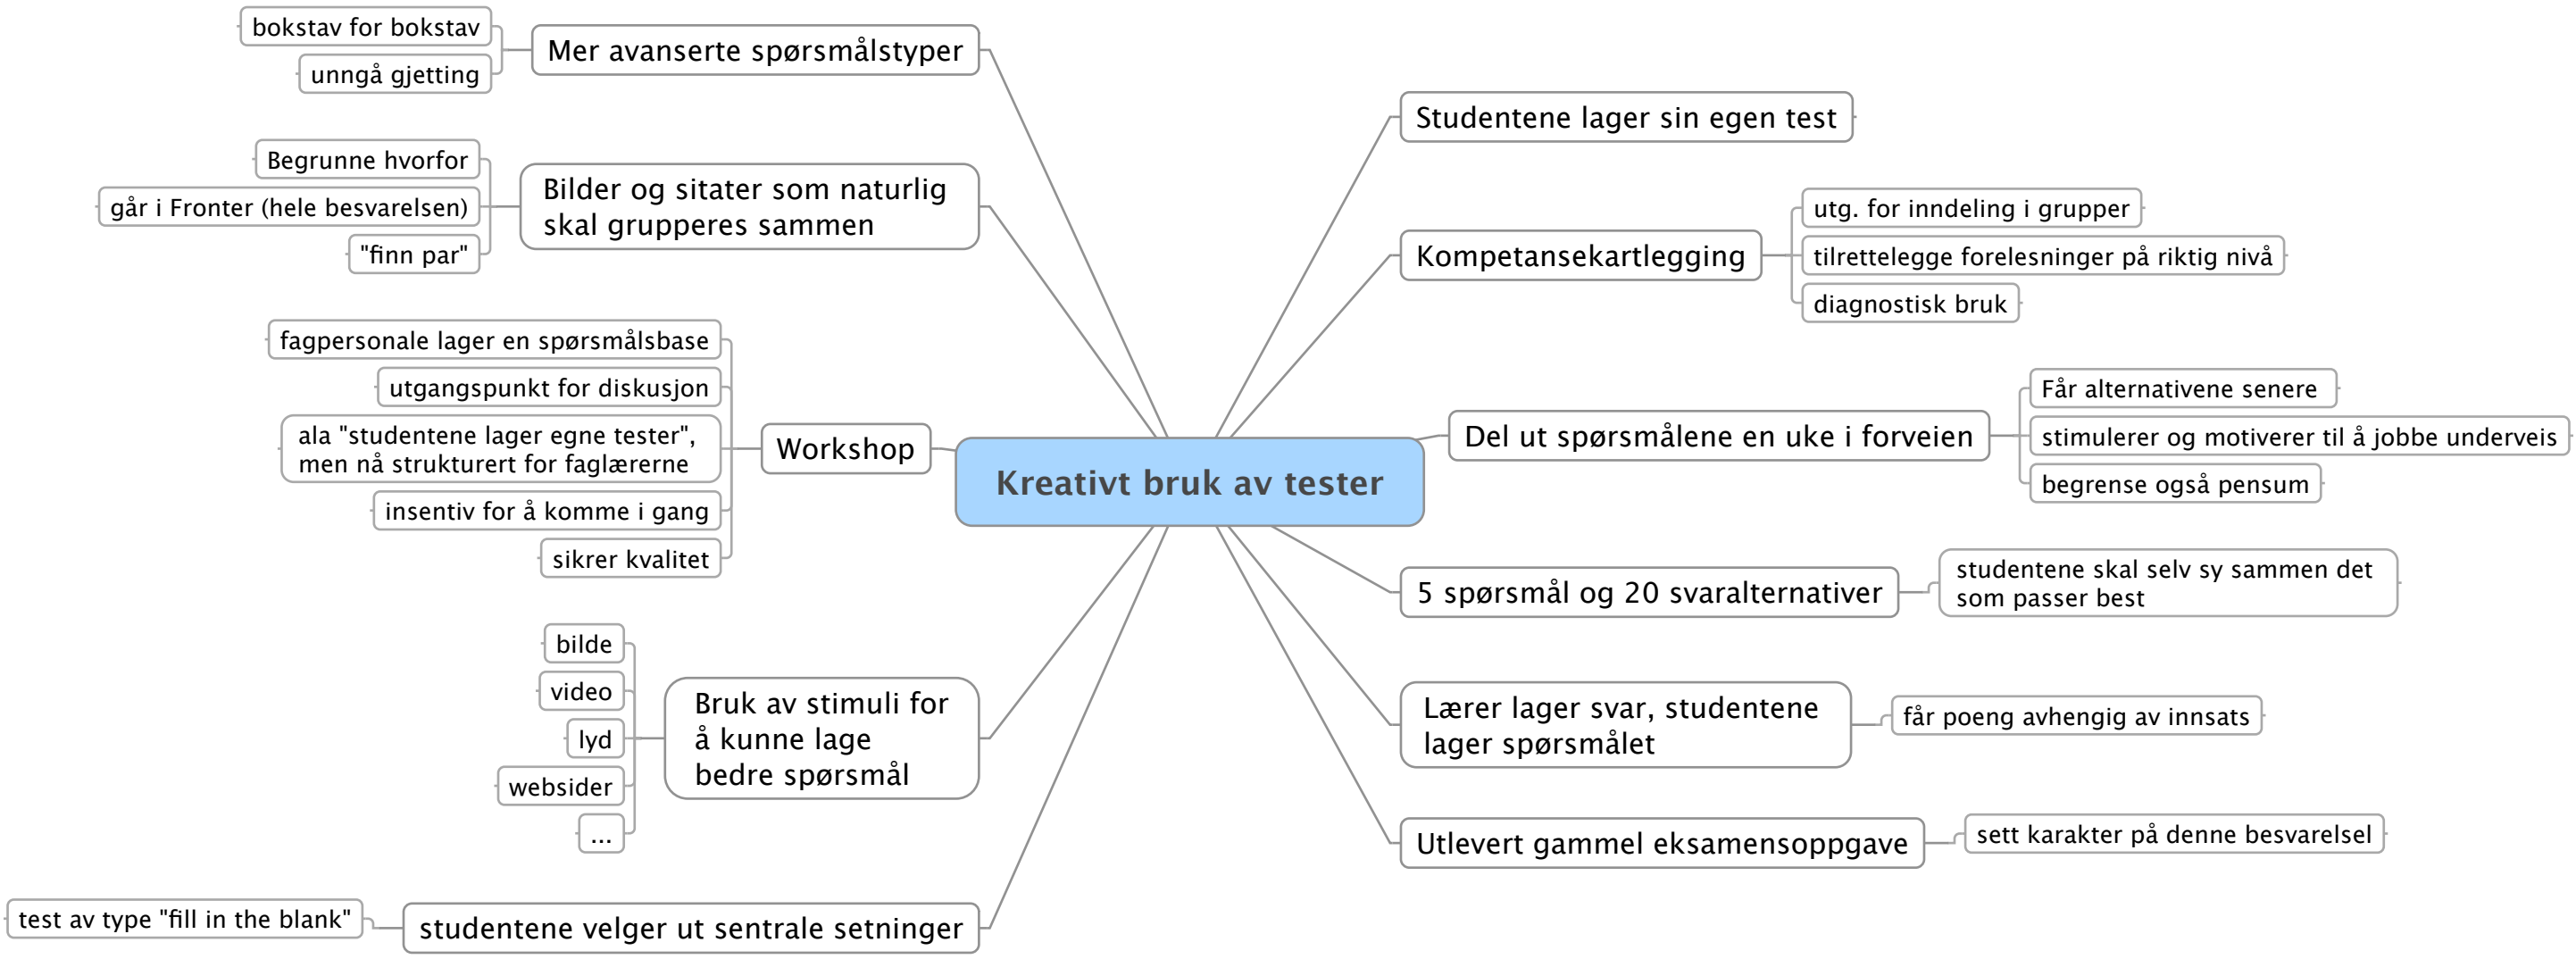 Kreativt bruk av tester
Mer avanserte spørsmålstyper
bokstav for bokstav
unngå gjetting
Bilder og sitater som naturlig
skal grupperes sammen
Begrunne hvorfor
går i Fronter (hele besvarelsen)
"finn par"
Workshop
fagpersonale lager en spørsmålsbase
utgangspunkt for diskusjon
ala "studentene lager egne tester",
men nå strukturert for faglærerne
insentiv for å komme i gang
sikrer kvalitet
Bruk av stimuli for
å kunne lage
bedre spørsmål
bilde
video
lyd
websider
...
studentene velger ut sentrale setninger
test av type "fill in the blank"
Studentene lager sin egen test
Kompetansekartlegging
utg. for inndeling i grupper
tilrettelegge forelesninger på riktig nivå
diagnostisk bruk
Del ut spørsmålene en uke i forveien
Får alternativene senere
stimulerer og motiverer til å jobbe underveis
begrense også pensum
5 spørsmål og 20 svaralternativer
studentene skal selv sy sammen det
som passer best
Lærer lager svar, studentene
lager spørsmålet
får poeng avhengig av innsats
Utlevert gammel eksamensoppgave
sett karakter på denne besvarelsel